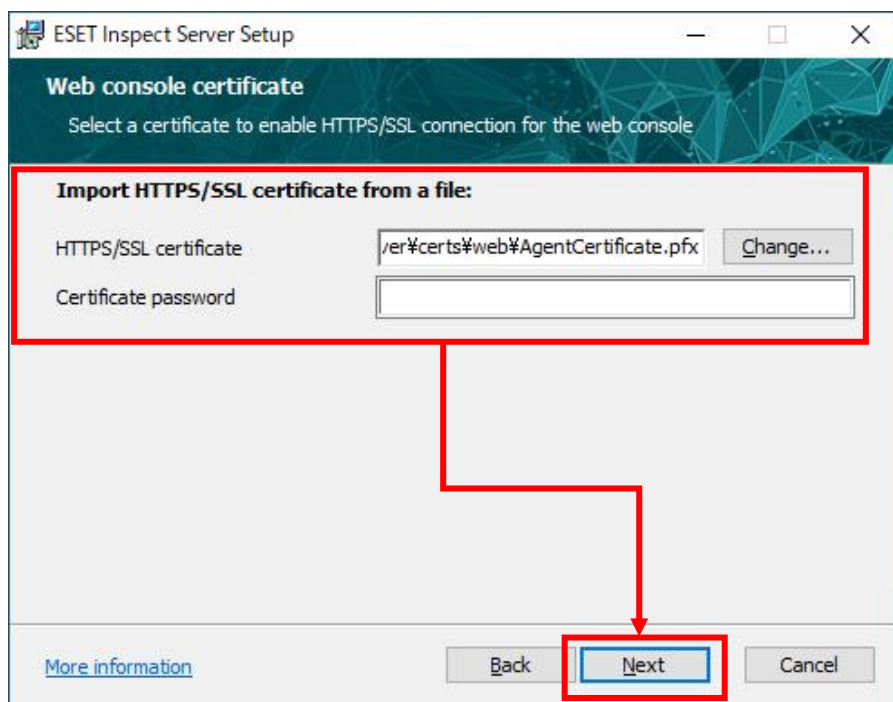 ESET Inspect Server Setup
Web console certificate
Select a certificate to enable HTTPS/SSL connection for the web console
Import HTTPS/SSL certificate from a file:
HTTPS/SSL certificate
ver¥certs¥web¥AgentCertificate.pfx
Change...
Certificate password
More information
Back
Next
Cancel